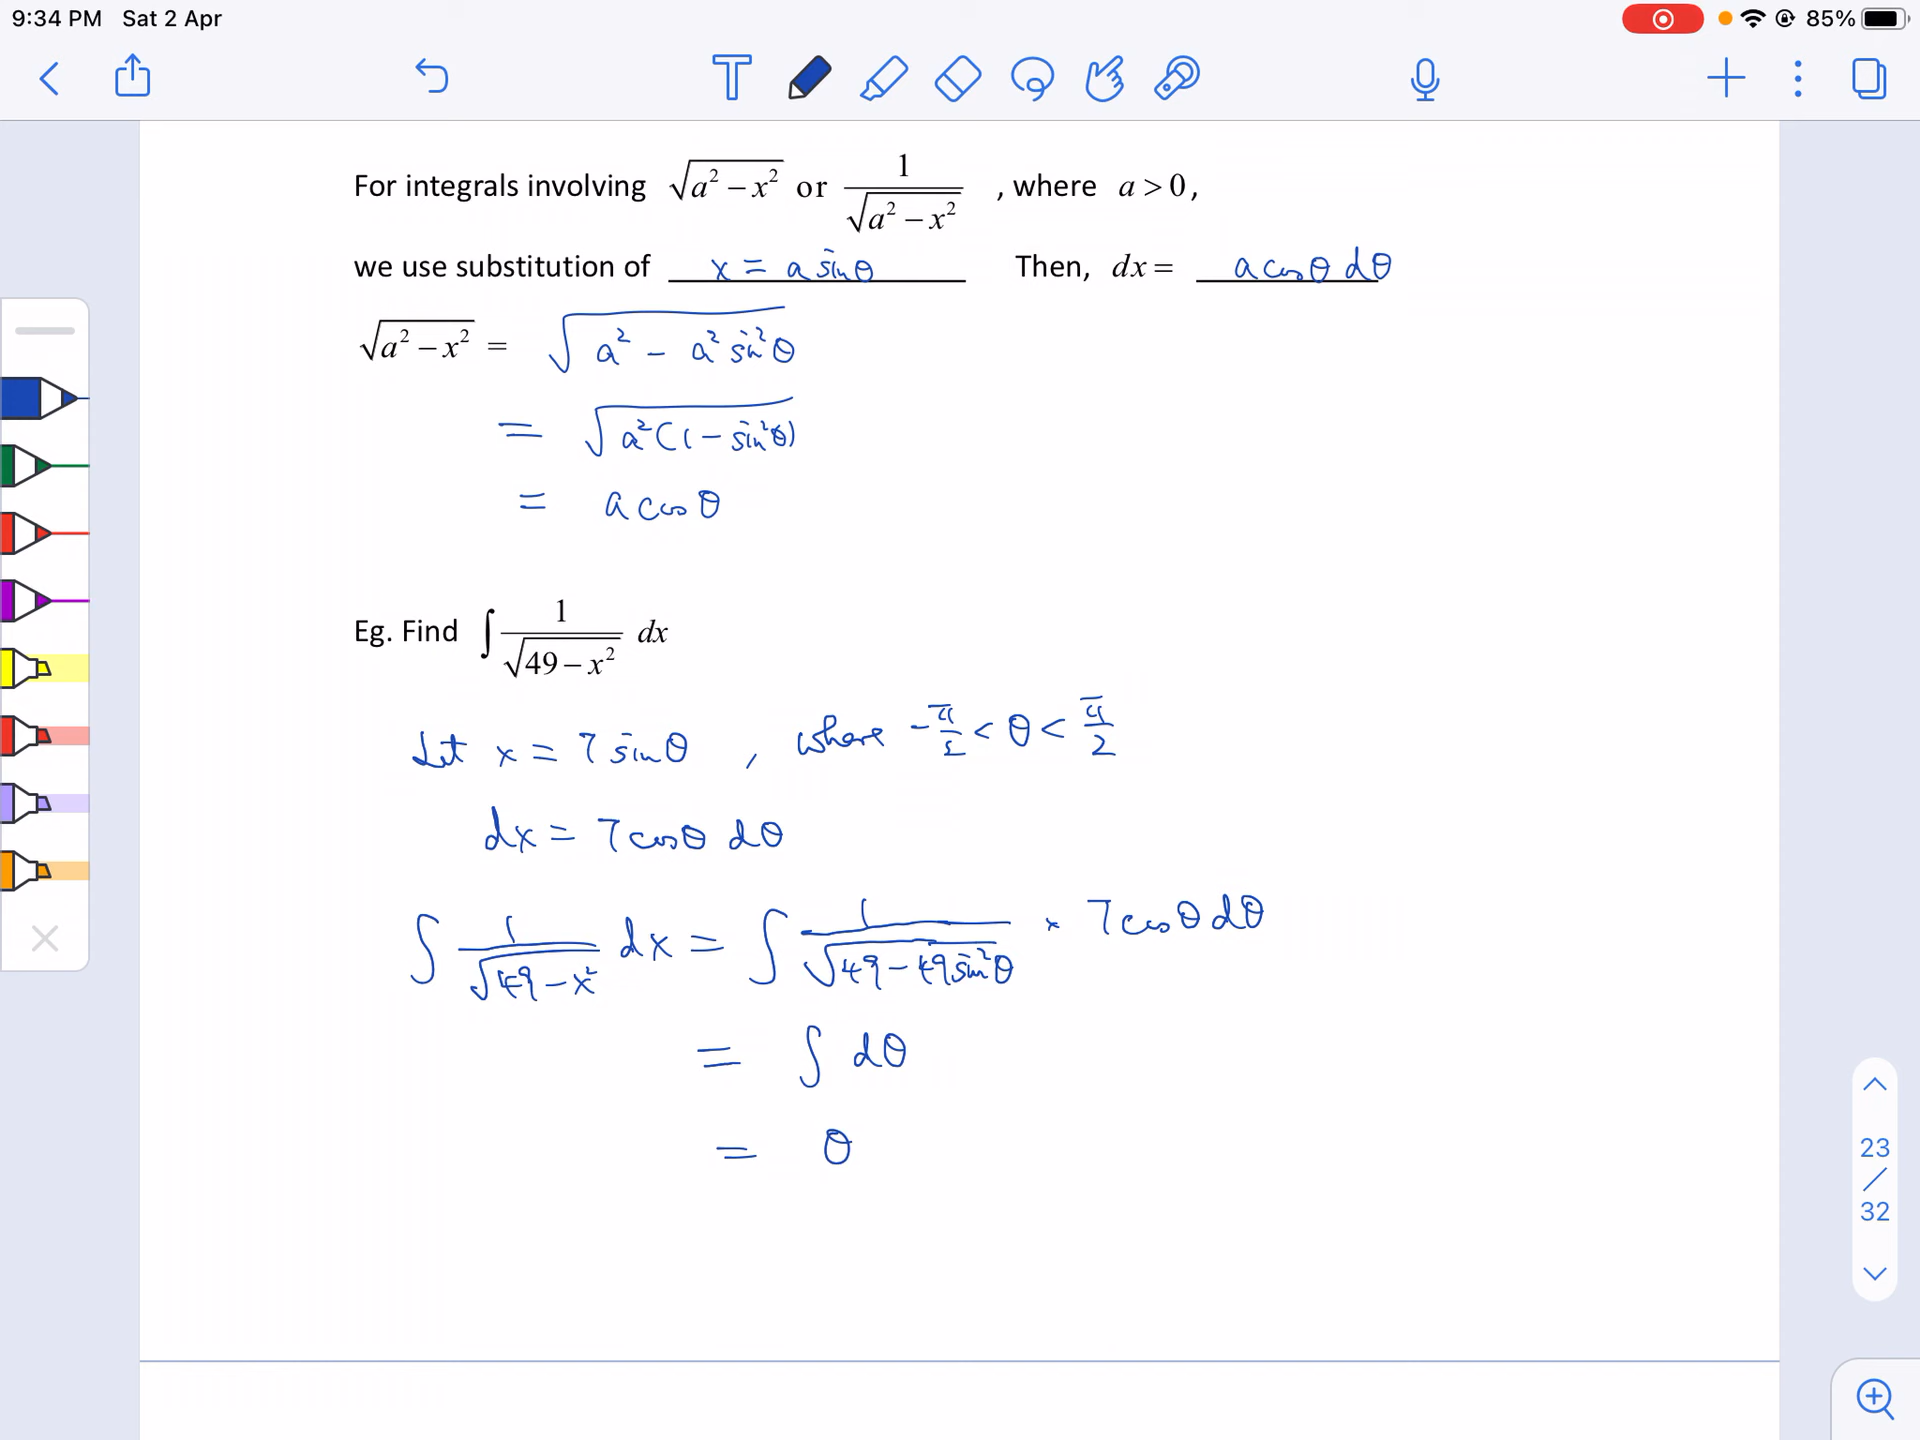 9:34 PM Sat 2 Apr 85%
T
For integrals involving √(a² − x²) or 1/√(a² − x²) , where a > 0,
we use substitution of x = a sinθ Then, dx = a cosθ dθ
√(a² − x²) = √(a² − a² sin²θ)
= √(a²(1 − sin²θ))
= a cosθ
Eg. Find ∫ 1/√(49 − x²) dx
Let x = 7 sinθ , where −π/2 < θ < π/2
dx = 7 cosθ dθ
∫ 1/√(49 − x²) dx = ∫ 1/√(49 − 49 sin²θ) × 7 cosθ dθ
= ∫ dθ
= θ
23
/
32